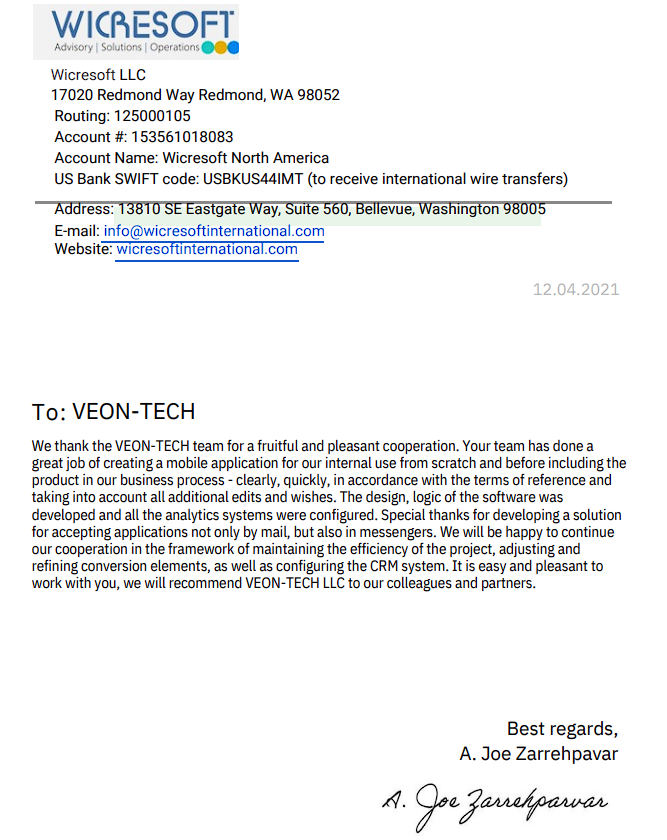 WICRESOFT
Advisory | Solutions | Operations
Wicresoft LLC
17020 Redmond Way Redmond, WA 98052
Routing: 125000105
Account #: 153561018083
Account Name: Wicresoft North America
US Bank SWIFT code: USBKUS44IMT (to receive international wire transfers)
Address: 13810 SE Eastgate Way, Suite 560, Bellevue, Washington 98005
E-mail: info@wicresoftinternational.com
Website: wicresoftinternational.com
12.04.2021
To: VEON-TECH
We thank the VEON-TECH team for a fruitful and pleasant cooperation. Your team has done a
great job of creating a mobile application for our internal use from scratch and before including the
product in our business process - clearly, quickly, in accordance with the terms of reference and
taking into account all additional edits and wishes. The design, logic of the software was
developed and all the analytics systems were configured. Special thanks for developing a solution
for accepting applications not only by mail, but also in messengers. We will be happy to continue
our cooperation in the framework of maintaining the efficiency of the project, adjusting and
refining conversion elements, as well as configuring the CRM system. It is easy and pleasant to
work with you, we will recommend VEON-TECH LLC to our colleagues and partners.
Best regards,
A. Joe Zarrehpavar
A. Joe Zarrehparvar